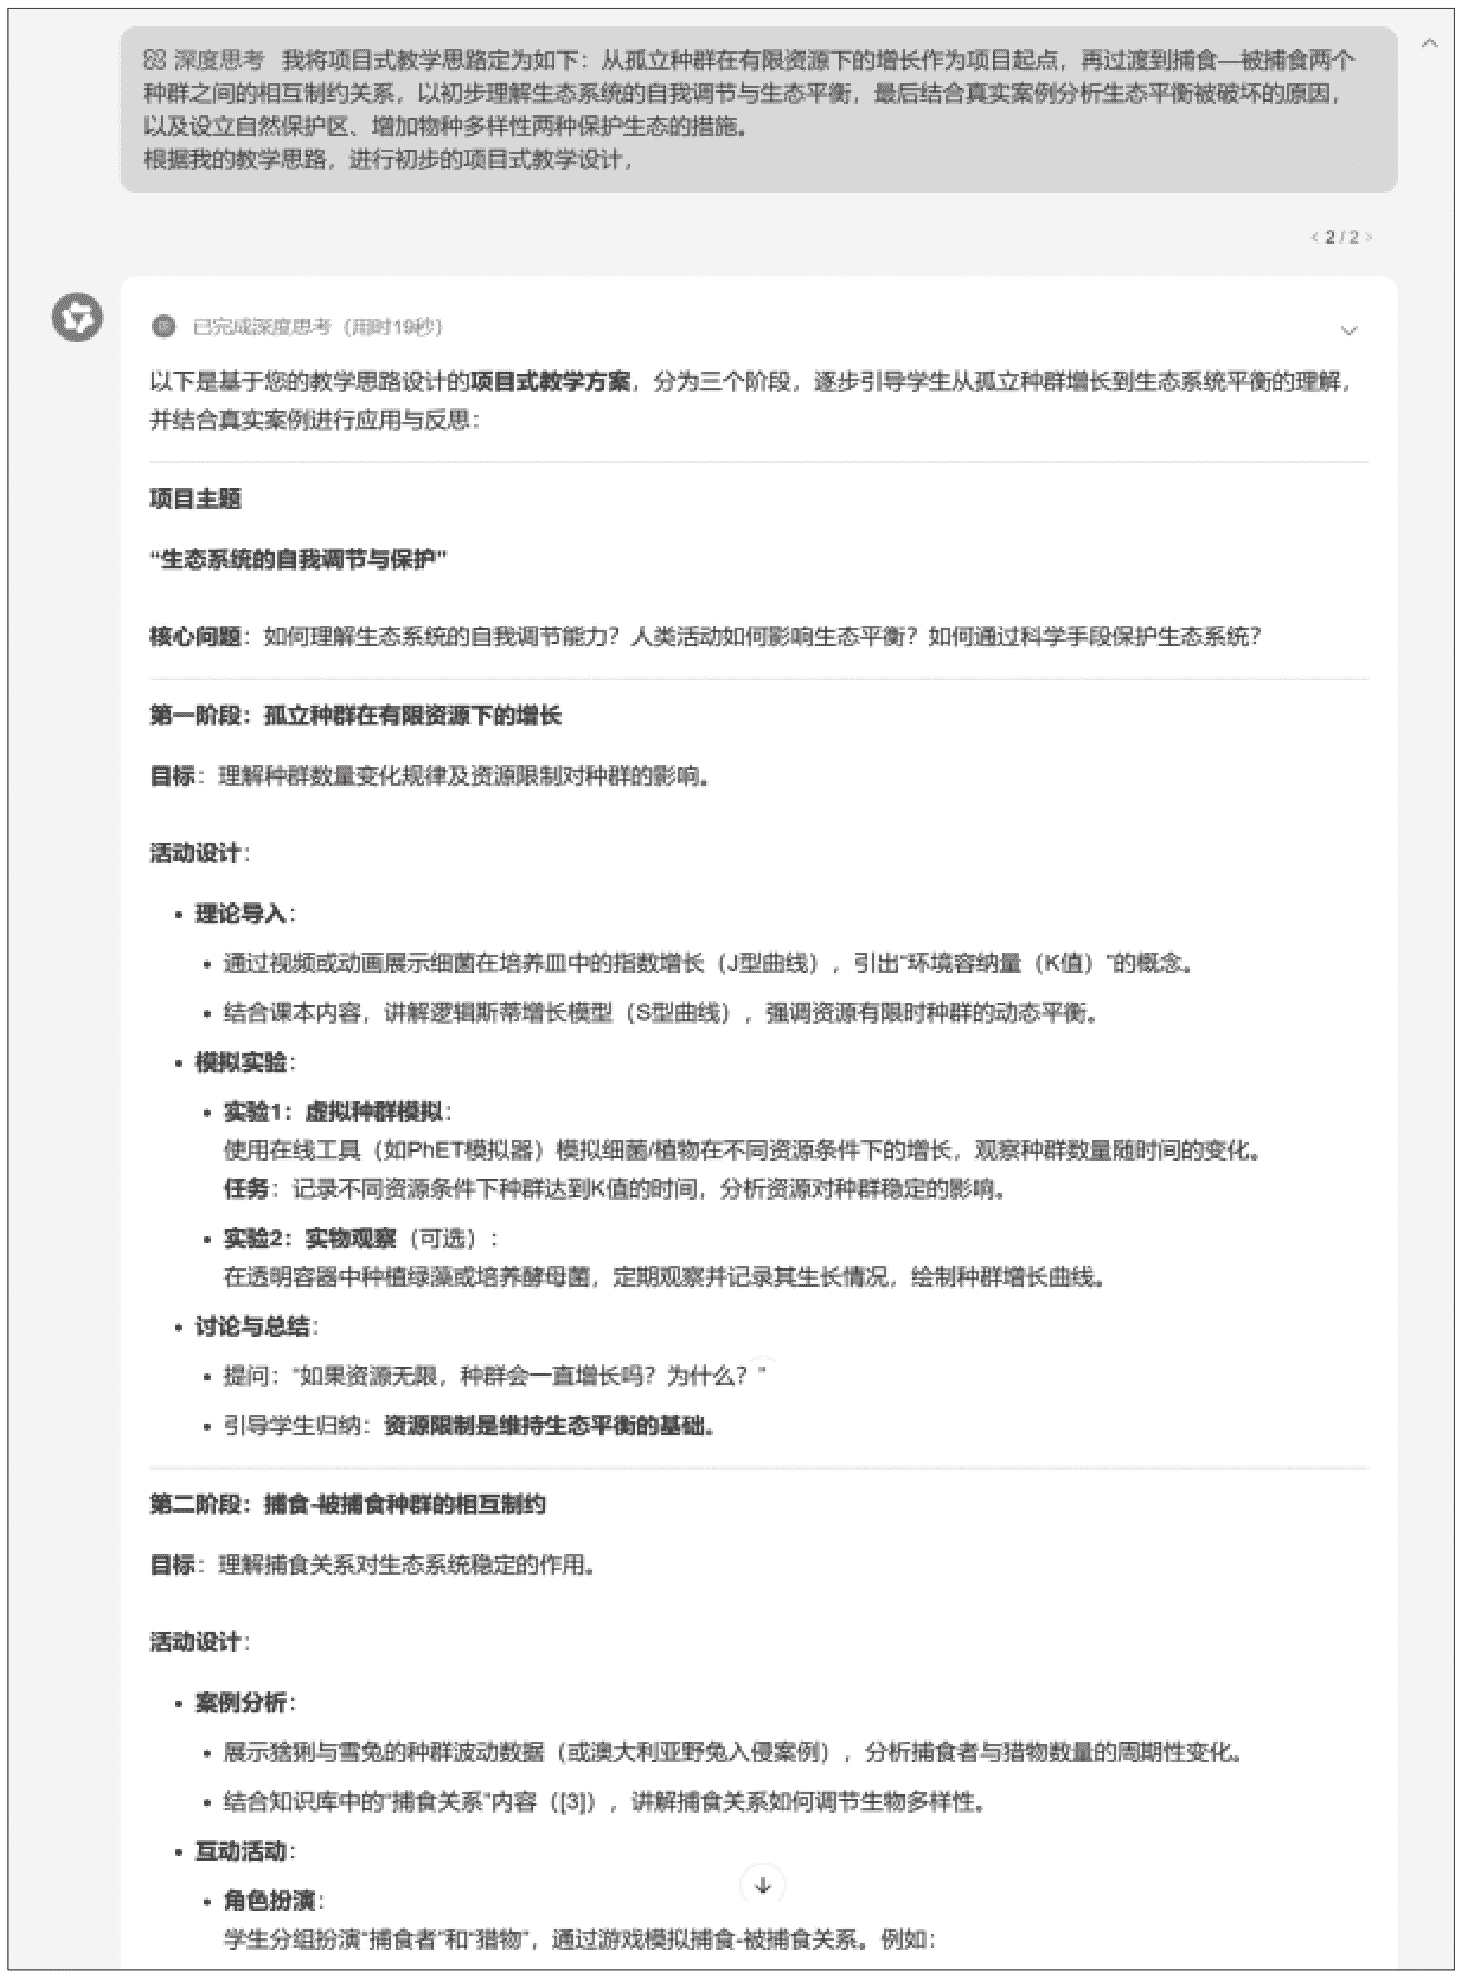 深度思考 我将项目式教学思路定为如下：从孤立种群在有限资源下的增长作为项目起点，再过渡到捕食—被捕食两个
种群之间的相互制约关系，以初步理解生态系统的自我调节与生态平衡，最后结合真实案例分析生态平衡被破坏的原因，
以及设立自然保护区、增加物种多样性两种保护生态的措施。
根据我的教学思路，进行初步的项目式教学设计，
< 2 / 2 >
已完成深度思考（用时19秒）
以下是基于您的教学思路设计的项目式教学方案，分为三个阶段，逐步引导学生从孤立种群增长到生态系统平衡的理解，
并结合真实案例进行应用与反思：
项目主题
“生态系统的自我调节与保护”
核心问题：如何理解生态系统的自我调节能力？人类活动如何影响生态平衡？如何通过科学手段保护生态系统？
第一阶段：孤立种群在有限资源下的增长
目标：理解种群数量变化规律及资源限制对种群的影响。
活动设计：
• 理论导入：
• 通过视频或动画展示细菌在培养皿中的指数增长（J型曲线），引出“环境容纳量（K值）”的概念。
• 结合课本内容，讲解逻辑斯蒂增长模型（S型曲线），强调资源有限时种群的动态平衡。
• 模拟实验：
• 实验1：虚拟种群模拟：
使用在线工具（如PhET模拟器）模拟细菌/植物在不同资源条件下的增长，观察种群数量随时间的变化。
任务：记录不同资源条件下种群达到K值的时间，分析资源对种群稳定的影响。
• 实验2：实物观察（可选）：
在透明容器中种植绿藻或培养酵母菌，定期观察并记录其生长情况，绘制种群增长曲线。
• 讨论与总结：
• 提问：“如果资源无限，种群会一直增长吗？为什么？”
• 引导学生归纳：资源限制是维持生态平衡的基础。
第二阶段：捕食-被捕食种群的相互制约
目标：理解捕食关系对生态系统稳定的作用。
活动设计：
• 案例分析：
• 展示猞猁与雪兔的种群波动数据（或澳大利亚野兔入侵案例），分析捕食者与猎物数量的周期性变化。
• 结合知识库中的“捕食关系”内容（[3]），讲解捕食关系如何调节生物多样性。
• 互动活动：
• 角色扮演：
学生分组扮演“捕食者”和“猎物”，通过游戏模拟捕食-被捕食关系。例如：